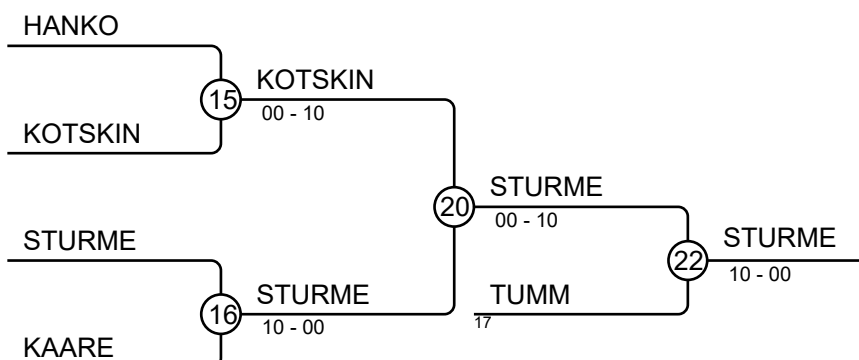 HANKO
15
KOTSKIN
00 - 10
KOTSKIN
20
STURME
00 - 10
STURME
22
STURME
10 - 00
16
STURME
10 - 00
TUMM
17
KAARE